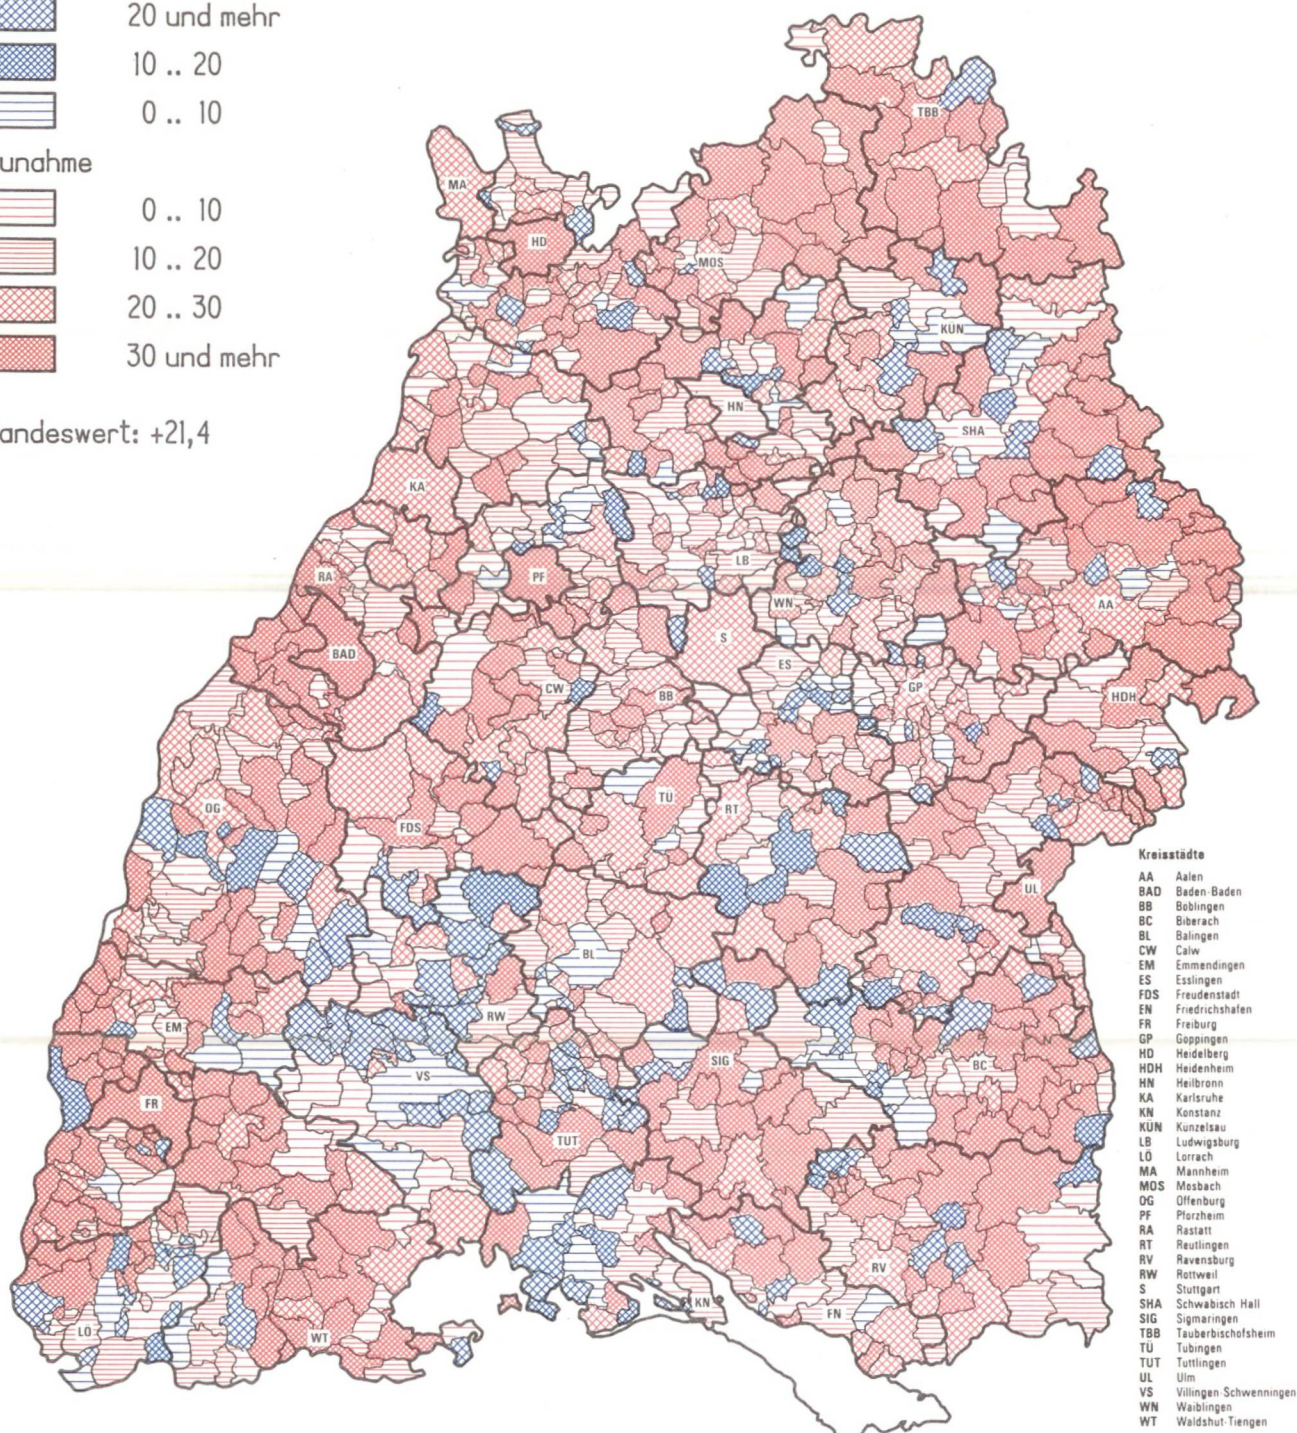 20 und mehr
10 .. 20
0 .. 10
unahme
0 .. 10
10 .. 20
20 .. 30
30 und mehr
andeswert: +21,4
TBB
MA
HD
MOS
KÜN
HN
SHA
KA
LB
RA
PF
AA
WN
S
BAD
ES
CW
BB
GP
HDH
TÜ
RT
OG
FDS
UL
BL
EM
RW
SIG
BC
VS
FR
TUT
RV
KN
FN
LÖ
WT
Kreisstädte
AA Aalen
BAD Baden-Baden
BB Böblingen
BC Biberach
BL Balingen
CW Calw
EM Emmendingen
ES Esslingen
FDS Freudenstadt
EN Friedrichshafen
FR Freiburg
GP Göppingen
HD Heidelberg
HDH Heidenheim
HN Heilbronn
KA Karlsruhe
KN Konstanz
KÜN Künzelsau
LB Ludwigsburg
LÖ Lörrach
MA Mannheim
MOS Mosbach
OG Offenburg
PF Pforzheim
RA Rastatt
RT Reutlingen
RV Ravensburg
RW Rottweil
S Stuttgart
SHA Schwäbisch Hall
SIG Sigmaringen
TBB Tauberbischofsheim
TÜ Tübingen
TUT Tuttlingen
UL Ulm
VS Villingen-Schwenningen
WN Waiblingen
WT Waldshut-Tiengen